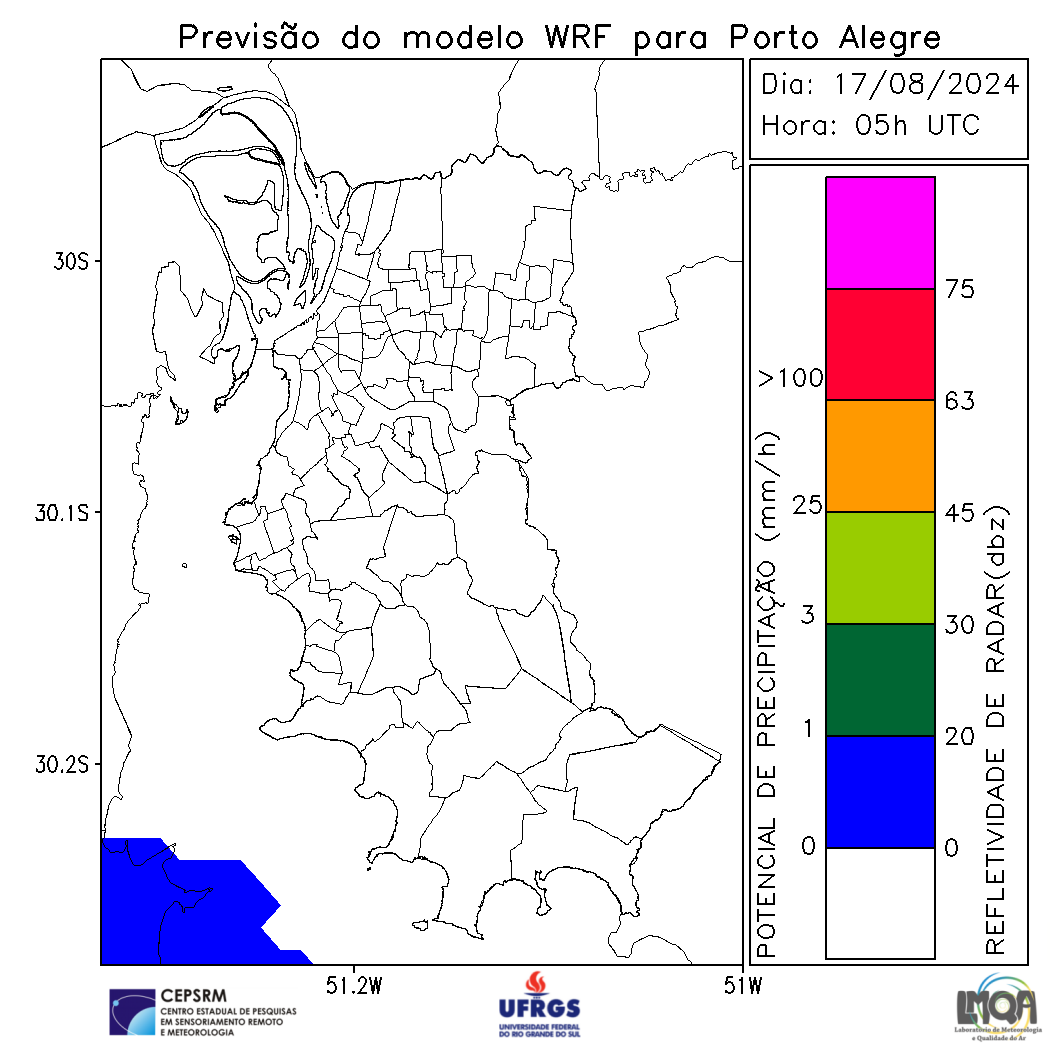 Previsão do modelo WRF para Porto Alegre
Dia: 17/08/2024
Hora: 05h UTC
30S
30.1S
30.2S
51.2W
51W
POTENCIAL DE PRECIPITAÇÃO (mm/h)
>100
25
3
1
0
75
63
45
30
20
0
REFLETIVIDADE DE RADAR(dbz)
CEPSRM
CENTRO ESTADUAL DE PESQUISAS
EM SENSORIAMENTO REMOTO
E METEOROLOGIA
UFRGS
UNIVERSIDADE FEDERAL
DO RIO GRANDE DO SUL
LMQA
Laboratório de Meteorologia
e Qualidade do Ar